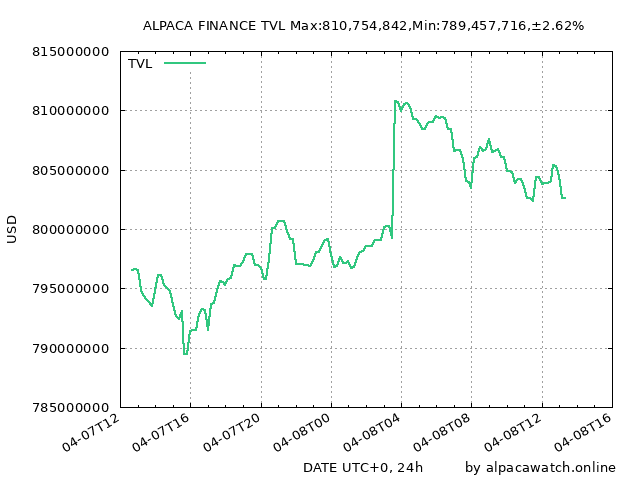 ALPACA FINANCE TVL Max:810,754,842,Min:789,457,716,±2.62%
815000000
TVL
810000000
805000000
800000000
USD
795000000
790000000
785000000
04-07T12
04-07T16
04-07T20
04-08T00
04-08T04
04-08T08
04-08T12
04-08T16
DATE UTC+0, 24h
by alpacawatch.online